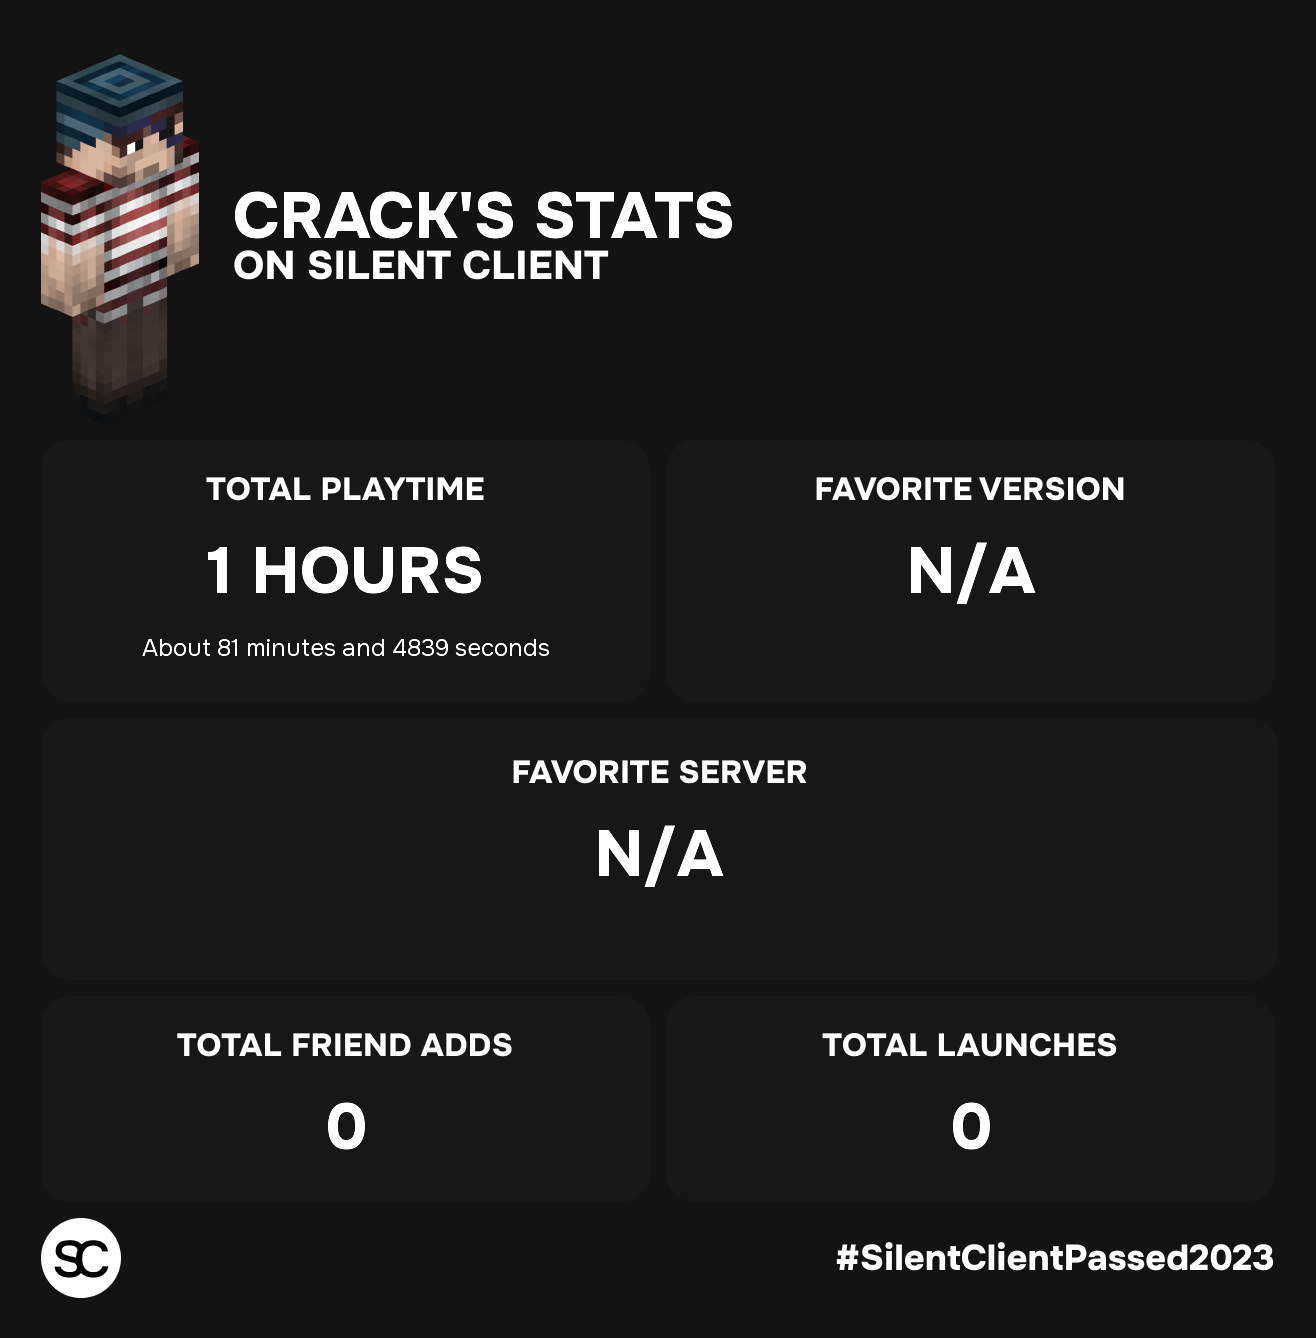 CRACK'S STATS
ON SILENT CLIENT
TOTAL PLAYTIME
1 HOURS
About 81 minutes and 4839 seconds
FAVORITE VERSION
N/A
FAVORITE SERVER
N/A
TOTAL FRIEND ADDS
0
TOTAL LAUNCHES
0
SC
#SilentClientPassed2023